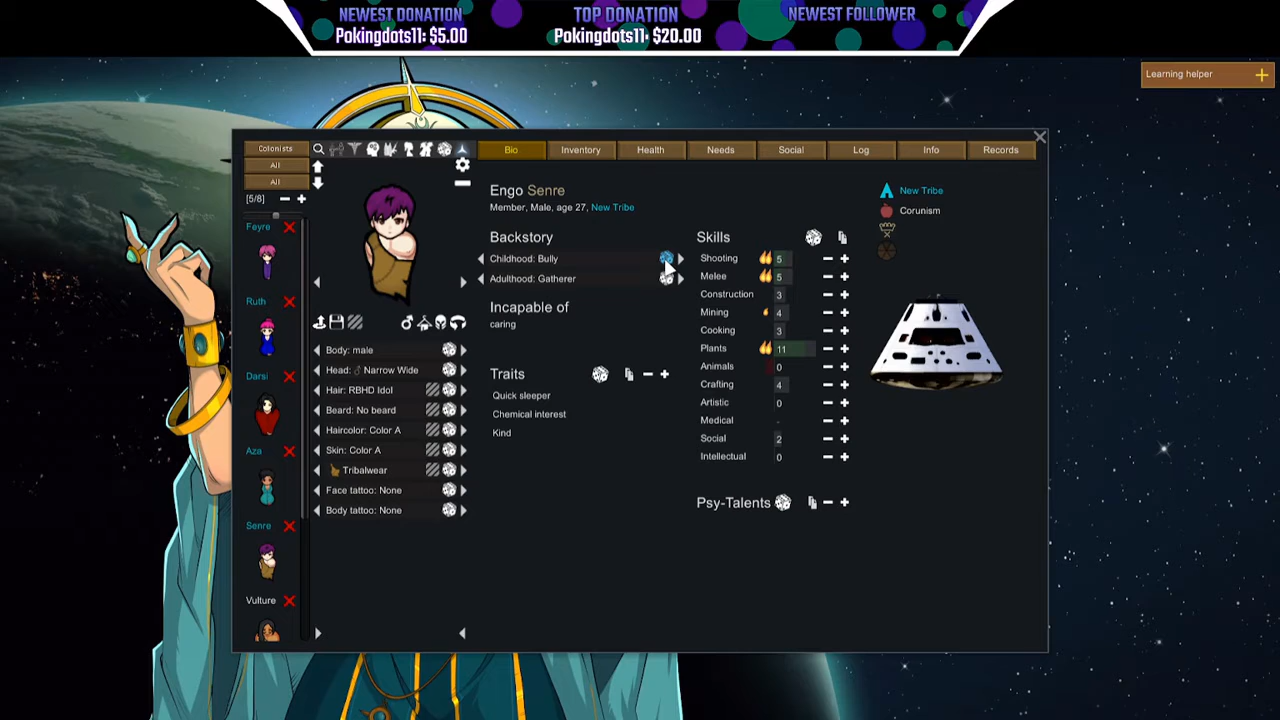 NEWEST DONATION
Pokingdots11: $5.00
TOP DONATION
Pokingdots11: $20.00
NEWEST FOLLOWER
Learning helper
Colonists
All
All
[5/8]
Feyre
Ruth
Darsi
Aza
Senre
Vulture
Bio
Inventory
Health
Needs
Social
Log
Info
Records
Engo Senre
Member, Male, age 27, New Tribe
Backstory
Childhood: Bully
Adulthood: Gatherer
Incapable of
caring
Traits
Quick sleeper
Chemical interest
Kind
Body: male
Head: ♂ Narrow Wide
Hair: RBHD Idol
Beard: No beard
Haircolor: Color A
Skin: Color A
Tribalwear
Face tattoo: None
Body tattoo: None
Skills
Shooting 5
Melee 5
Construction 3
Mining 4
Cooking 3
Plants 11
Animals 0
Crafting 4
Artistic 0
Medical -
Social 2
Intellectual 0
Psy-Talents
New Tribe
Corunism